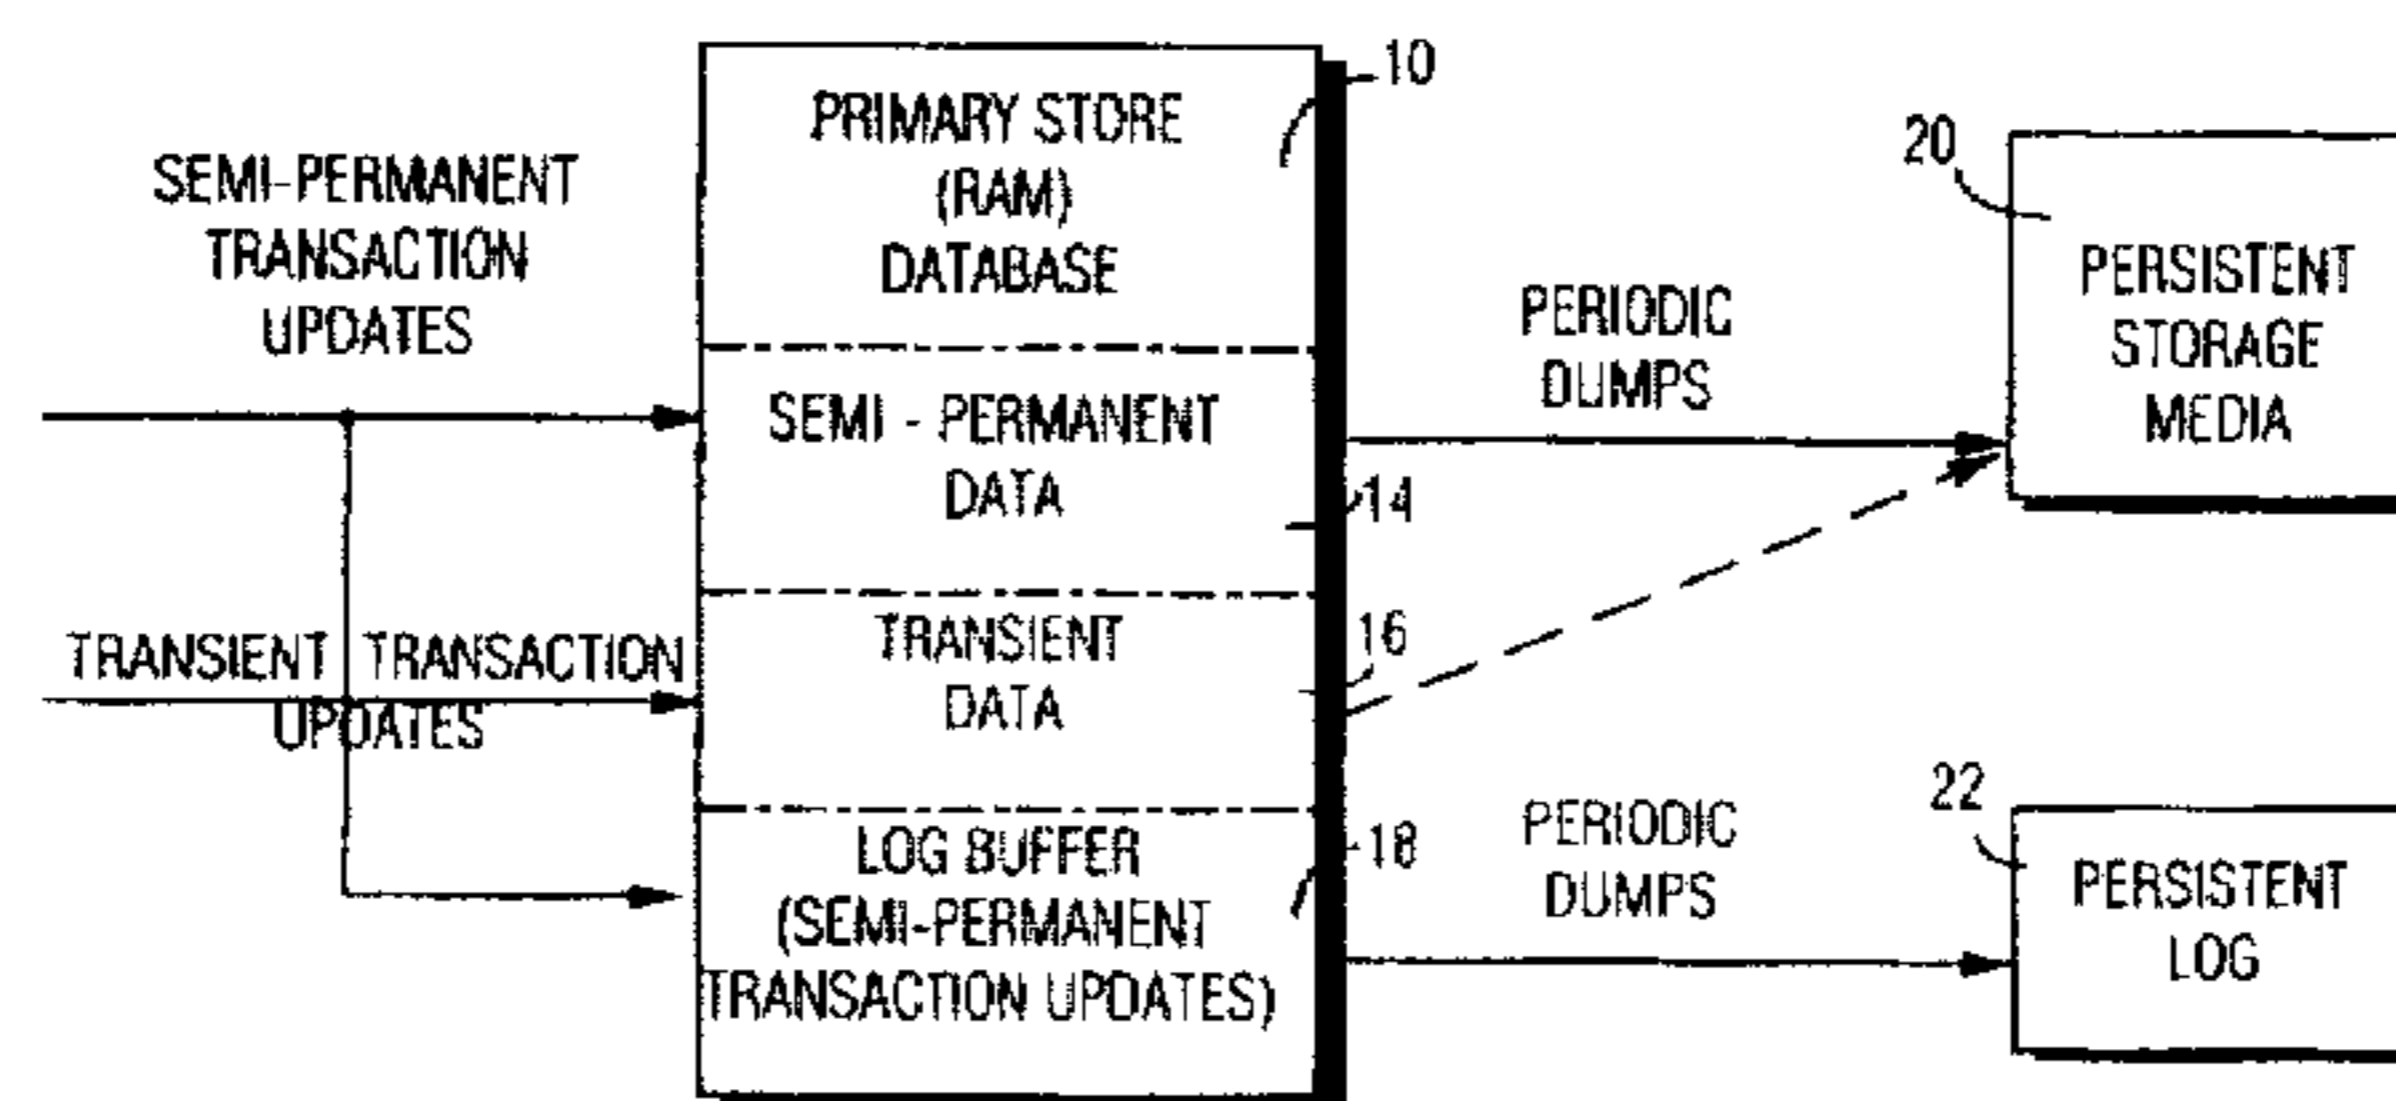 SEMI-PERMANENT
TRANSACTION
UPDATES
TRANSIENT TRANSACTION
UPDATES
10
PRIMARY STORE
(RAM)
DATABASE
SEMI - PERMANENT
DATA
14
TRANSIENT
DATA
16
LOG BUFFER
(SEMI-PERMANENT
TRANSACTION UPDATES)
18
PERIODIC
DUMPS
PERIODIC
DUMPS
20
PERSISTENT
STORAGE
MEDIA
22
PERSISTENT
LOG